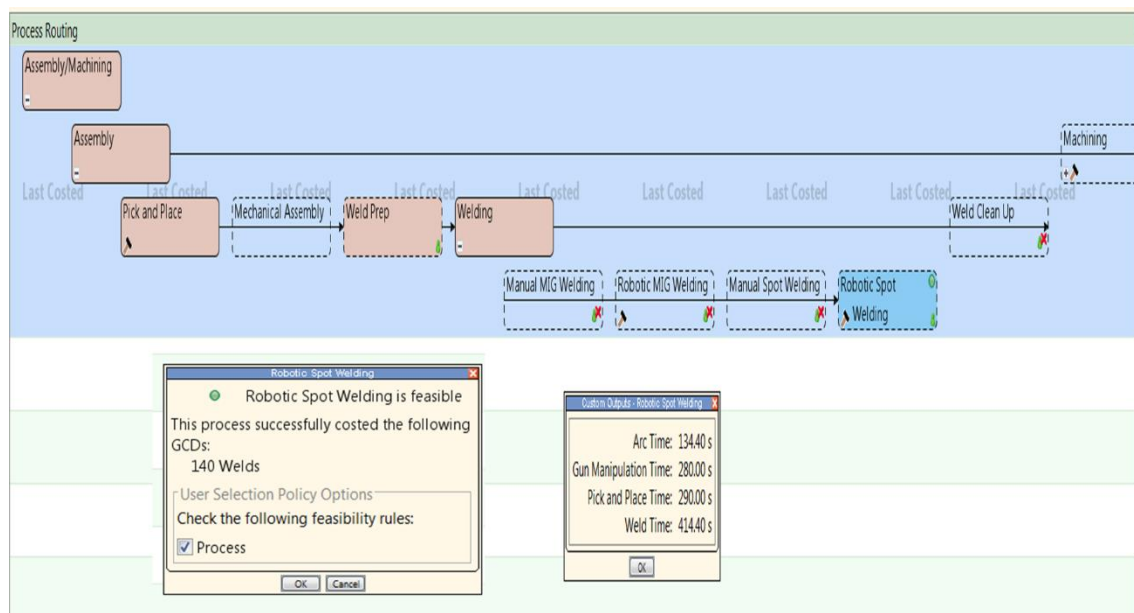 Process Routing
Assembly/Machining
Assembly
Machining
Last Costed Last Costed Last Costed Last Costed Last Costed Last Costed Last Costed Last Costed Last Costed
Pick and Place Mechanical Assembly Weld Prep Welding Weld Clean Up
Manual MIG Welding Robotic MIG Welding Manual Spot Welding Robotic Spot
Welding
Robotic Spot Welding
Robotic Spot Welding is feasible
This process successfully costed the following
GCDs:
140 Welds
User Selection Policy Options
Check the following feasibility rules:
Process
OK Cancel
Custom Outputs - Robotic Spot Welding
Arc Time: 134.40 s
Gun Manipulation Time: 280.00 s
Pick and Place Time: 290.00 s
Weld Time: 414.40 s
OK